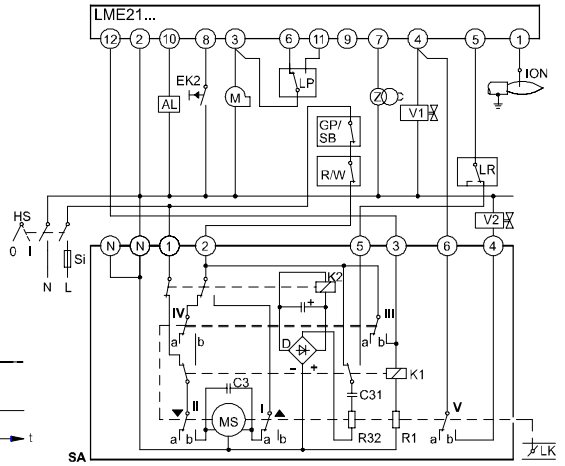 LME21...
12 2 10 8 3 6 11 9 7 4 5 1
EK2
LP
ION
AL
M
Z C
V1
GP/
SB
R/W
LR
HS
V2
0 I
Si
N N 1 2 5 3 6 4
N L
K2
IV
+
III
a b
D
a b
- +
K1
C3
C31
II
MS
I
V
a b
a b
R32
R1
a b
t
SA
LK